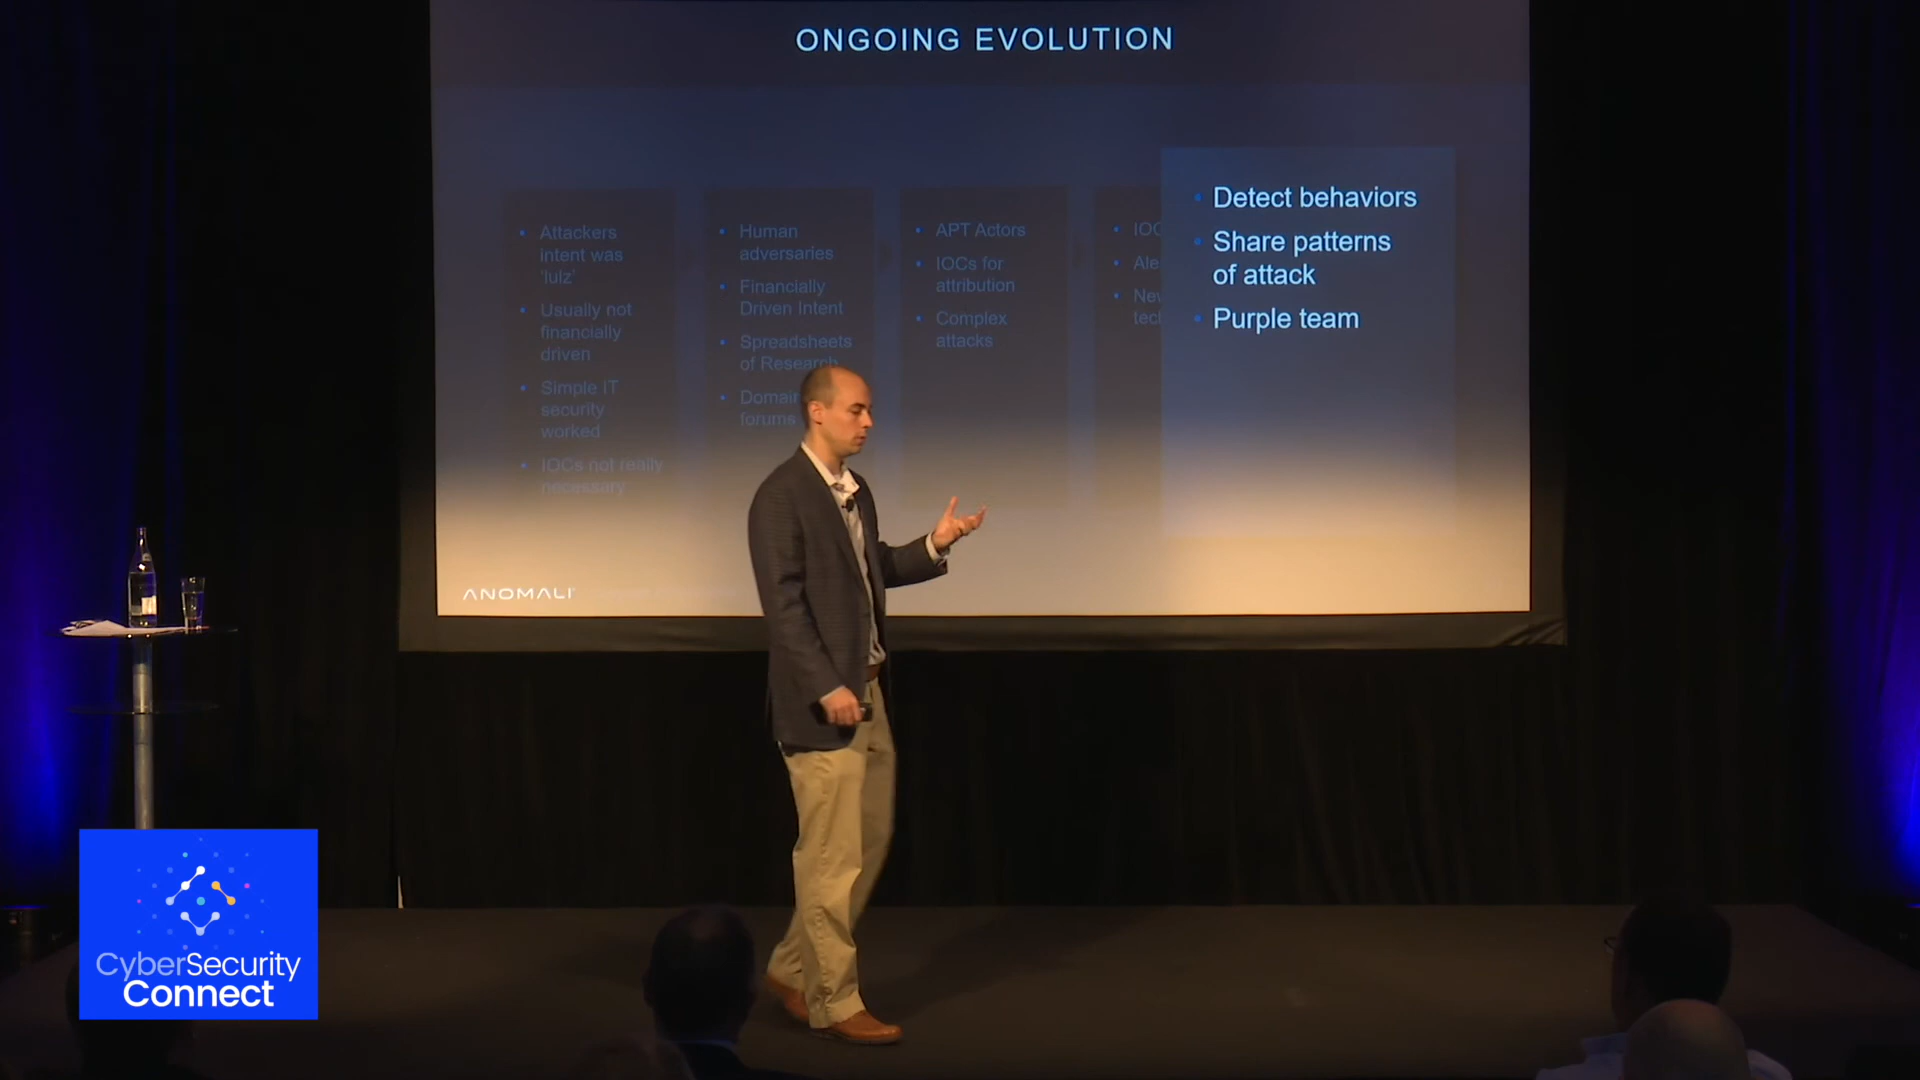 ONGOING EVOLUTION
Attackers
intent was
'lulz'
Usually not
financially
driven
Simple IT
security
worked
IOCs not really
necessary
Human
adversaries
Financially
Driven Intent
Spreadsheets
of Research
Domain
forums
APT Actors
IOCs for
attribution
Complex
attacks
Detect behaviors
Share patterns
of attack
Purple team
ANOMALI
CyberSecurity
Connect